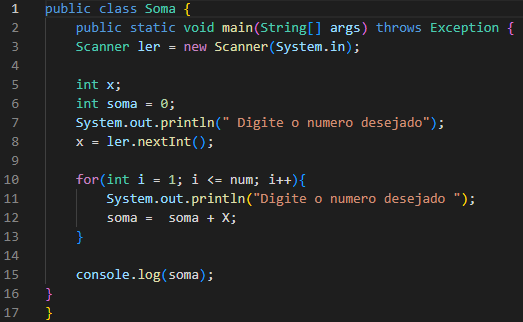 1 public class Soma {
2 public static void main(String[] args) throws Exception {
3 Scanner ler = new Scanner(System.in);
4
5 int x;
6 int soma = 0;
7 System.out.println(" Digite o numero desejado");
8 x = ler.nextInt();
9
10 for(int i = 1; i <= num; i++){
11 System.out.println("Digite o numero desejado ");
12 soma =  soma + X;
13 }
14
15 console.log(soma);
16 }
17 }